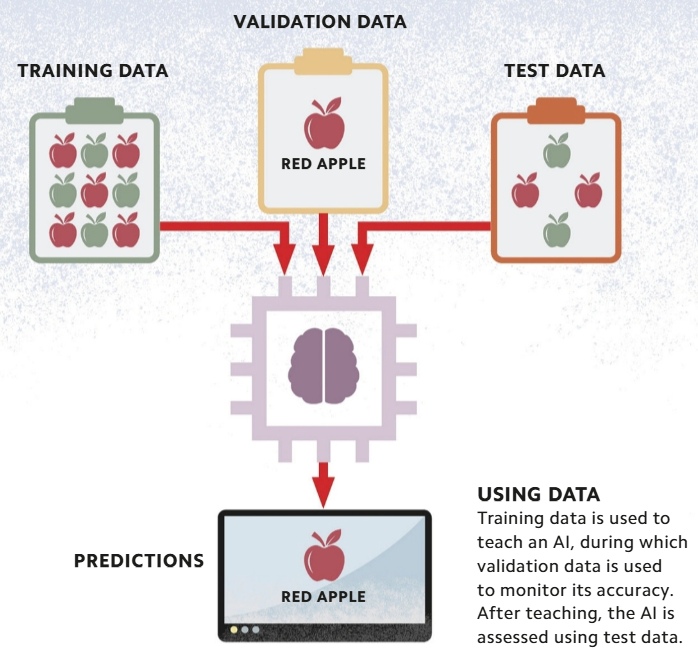 VALIDATION DATA
TRAINING DATA
TEST DATA
RED APPLE
PREDICTIONS
RED APPLE
USING DATA
Training data is used to
teach an AI, during which
validation data is used
to monitor its accuracy.
After teaching, the AI is
assessed using test data.